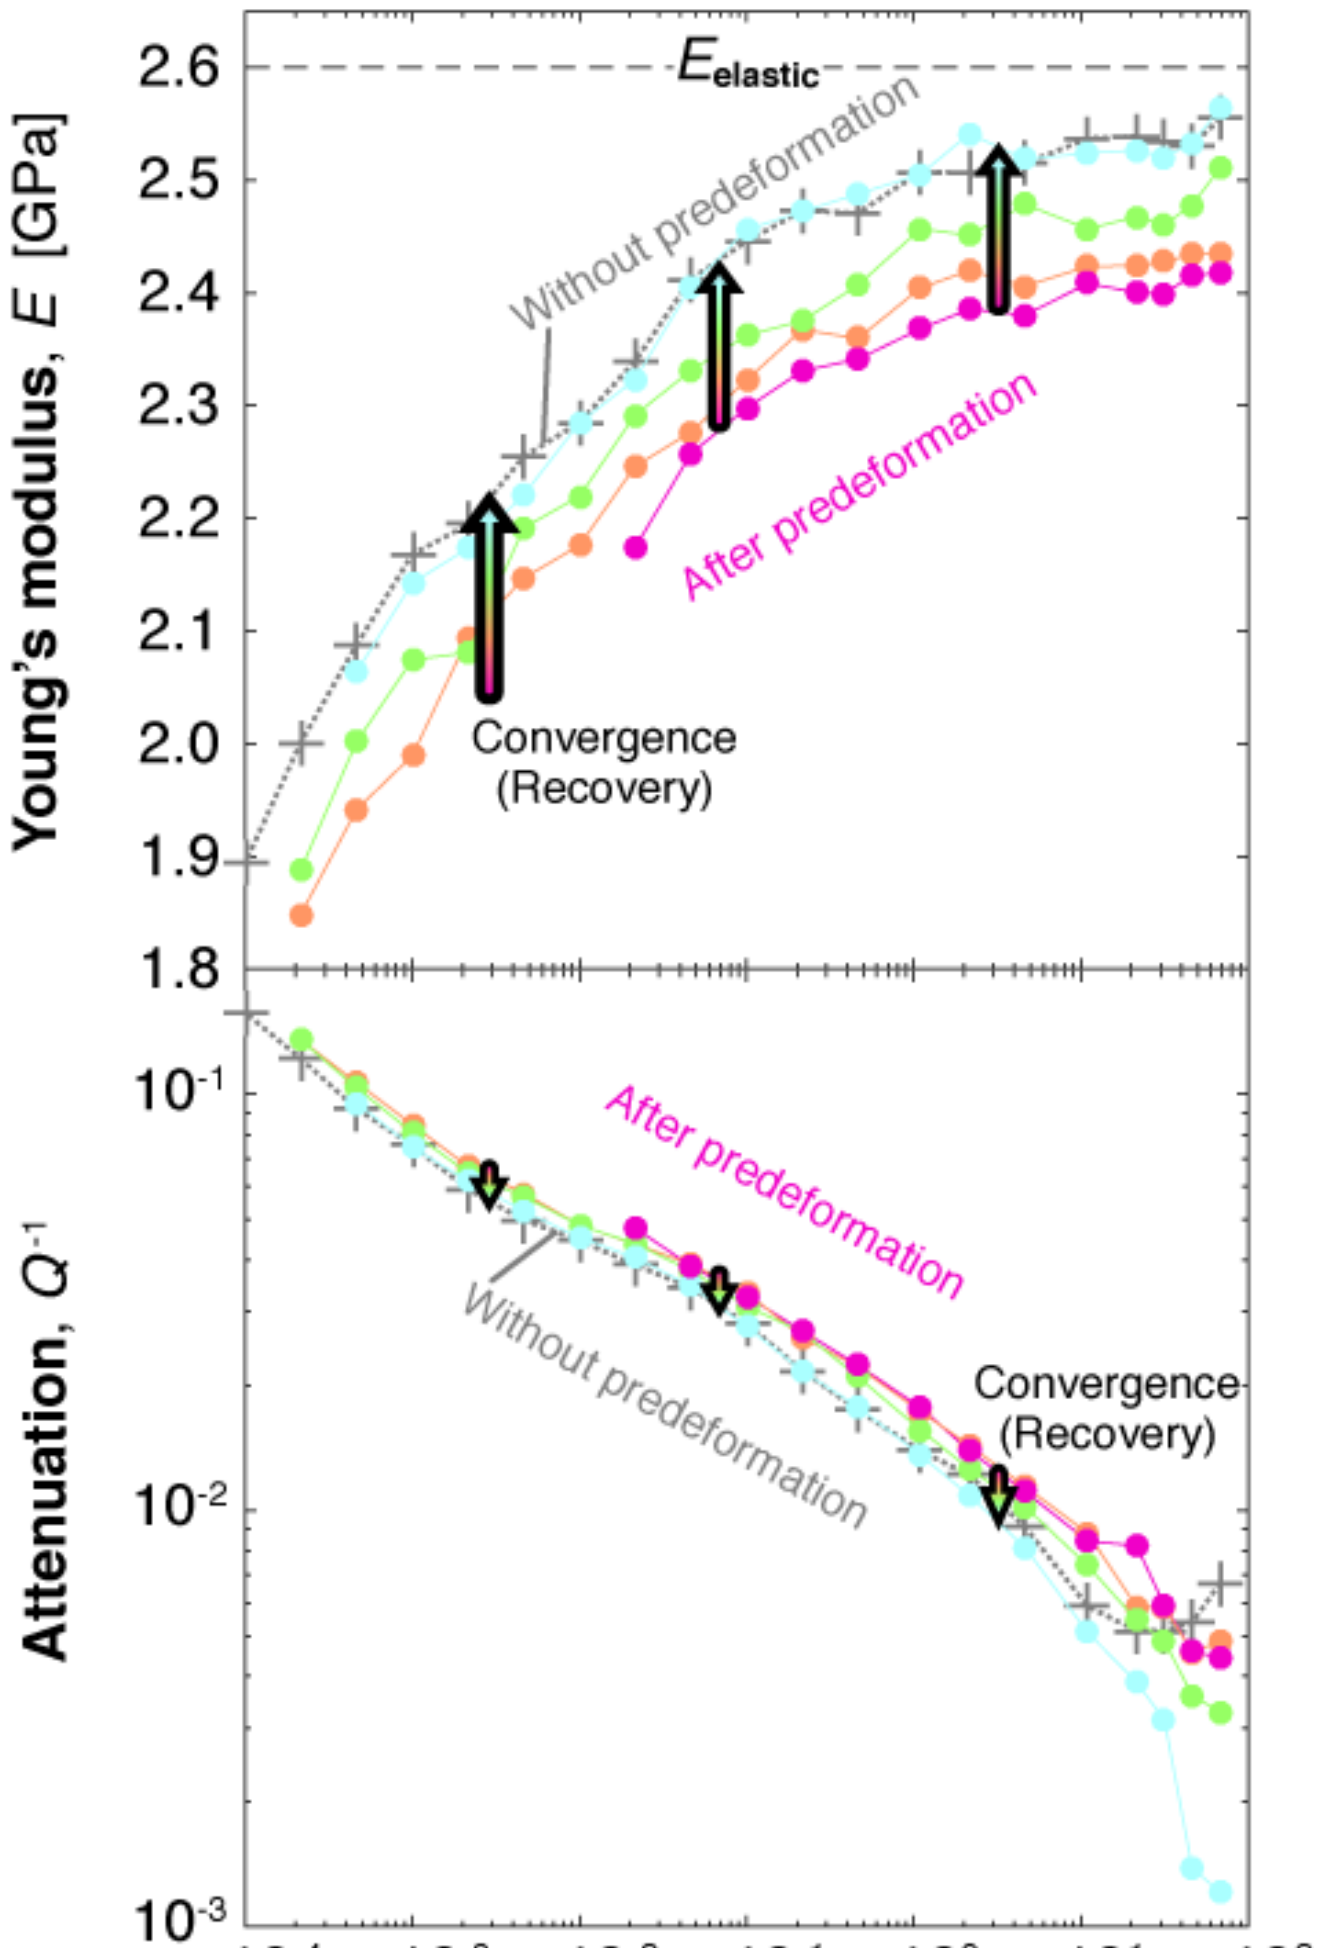 Young's modulus, E [GPa]
2.6
2.5
2.4
2.3
2.2
2.1
2.0
1.9
1.8
Eelastic
Without predeformation
After predeformation
Convergence
(Recovery)
Attenuation, Q-1
10-1
10-2
10-3
After predeformation
Without predeformation
Convergence
(Recovery)